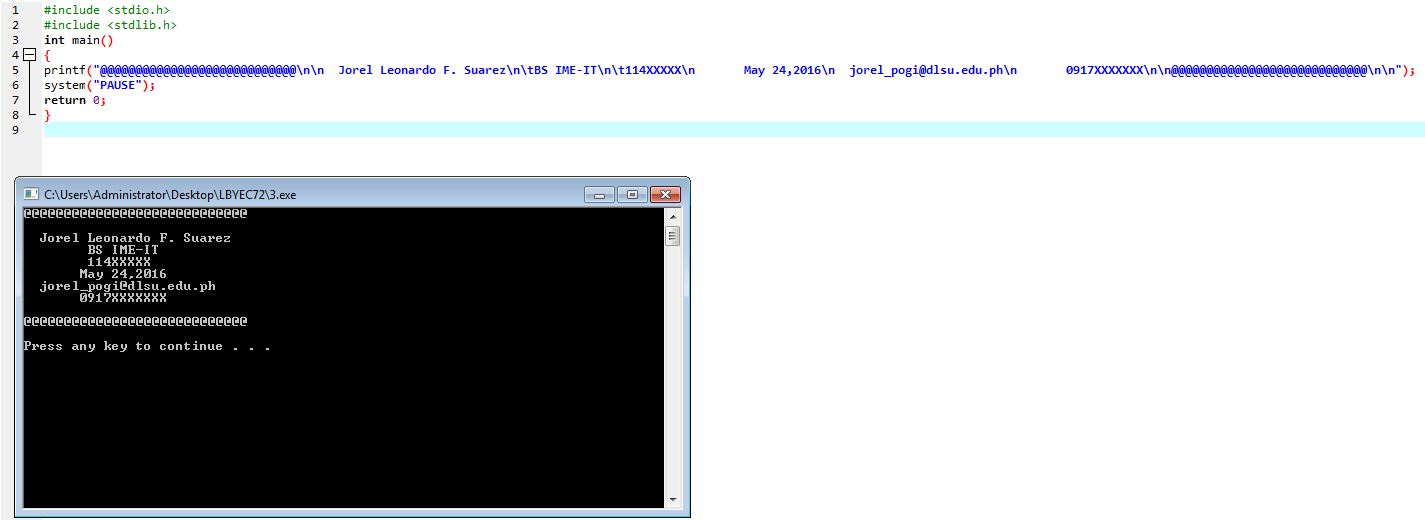 1 #include <stdio.h>
2 #include <stdlib.h>
3 int main()
4 {
5 printf("@@@@@@@@@@@@@@@@@@@@@@@@@@@@\n\n  Jorel Leonardo F. Suarez\n\tBS IME-IT\n\t114XXXXX\n       May 24,2016\n  jorel_pogi@dlsu.edu.ph\n       0917XXXXXXX\n\n@@@@@@@@@@@@@@@@@@@@@@@@@@@@\n\n");
6 system("PAUSE");
7 return 0;
8 }
9
C:\Users\Administrator\Desktop\LBYEC72\3.exe
@@@@@@@@@@@@@@@@@@@@@@@@@@@@
Jorel Leonardo F. Suarez
BS IME-IT
114XXXXX
May 24,2016
jorel_pogi@dlsu.edu.ph
0917XXXXXXX
@@@@@@@@@@@@@@@@@@@@@@@@@@@@
Press any key to continue . . .